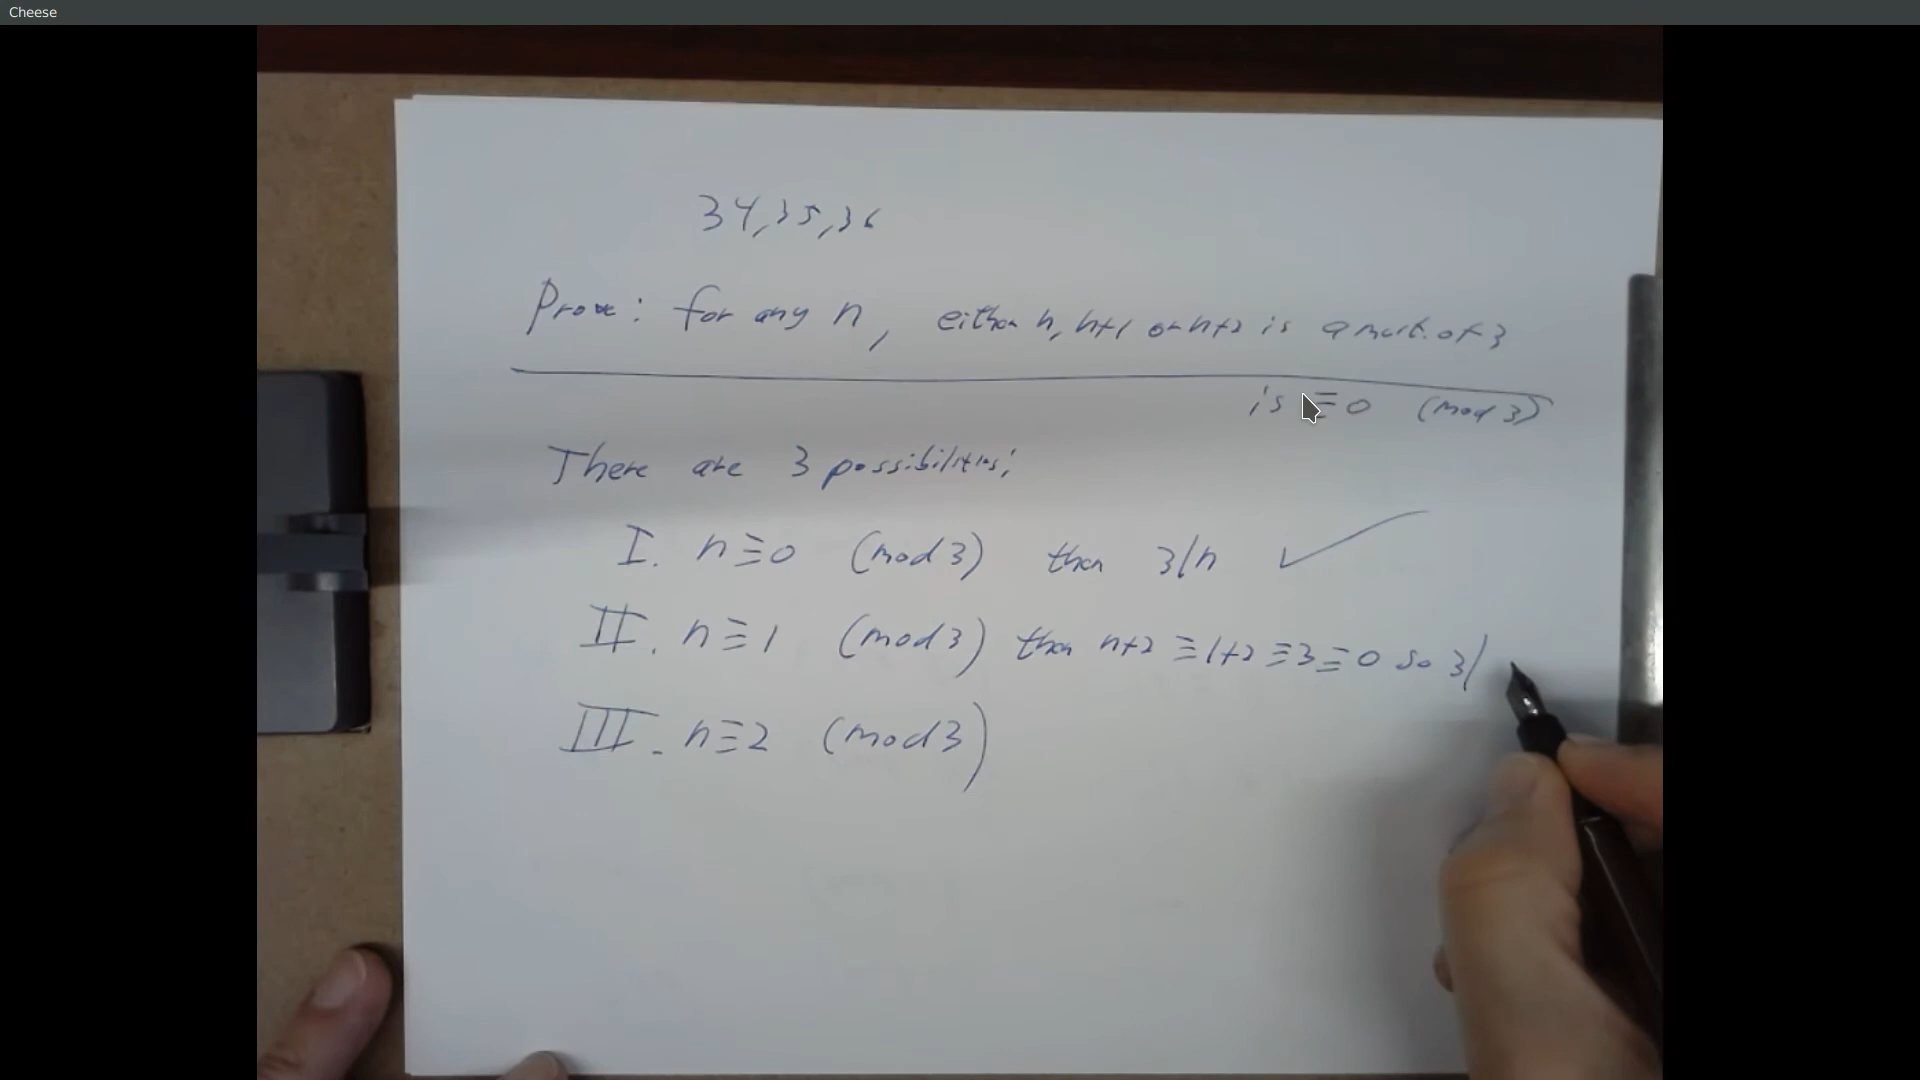 Cheese
34,35,36
Prove: for any n, either n, n+1 or n+2 is a mult. of 3
is ≡ 0 (mod 3)
There are 3 possibilities:
I. n≡0 (mod 3) then 3|n ✓
II. n≡1 (mod 3) then n+2 ≡1+2 ≡3≡0 so 3|
III. n≡2 (mod 3)